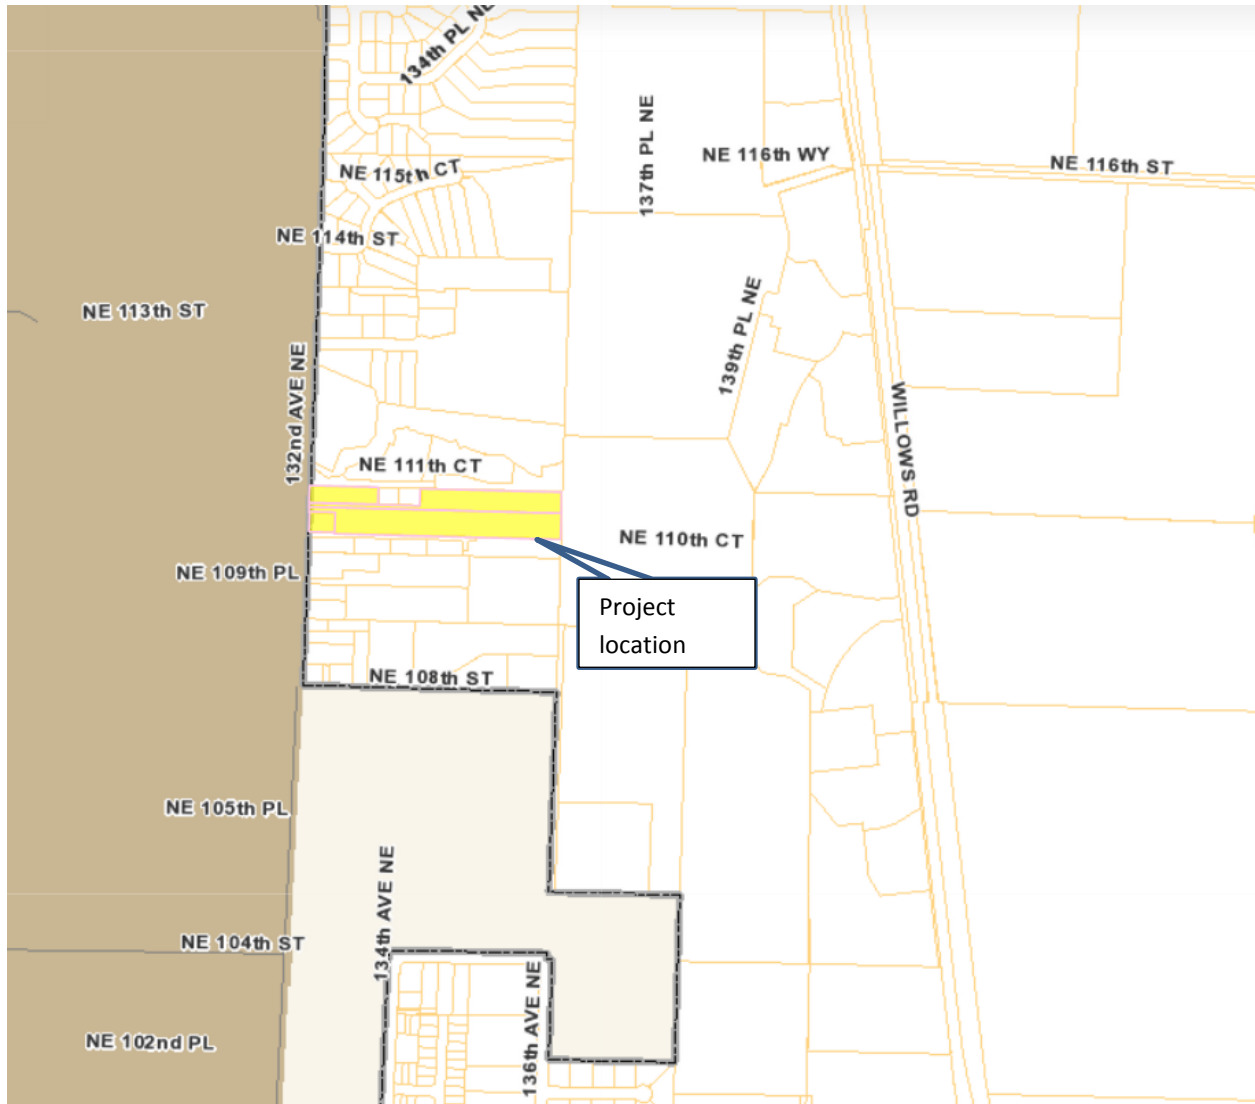 134th PL NE
137th PL NE
NE 116th WY
NE 116th ST
NE 115th CT
NE 114th ST
NE 113th ST
139th PL NE
132nd AVE NE
WILLOWS RD
NE 111th CT
NE 110th CT
NE 109th PL
Project
location
NE 108th ST
NE 105th PL
134th AVE NE
NE 104th ST
136th AVE NE
NE 102nd PL